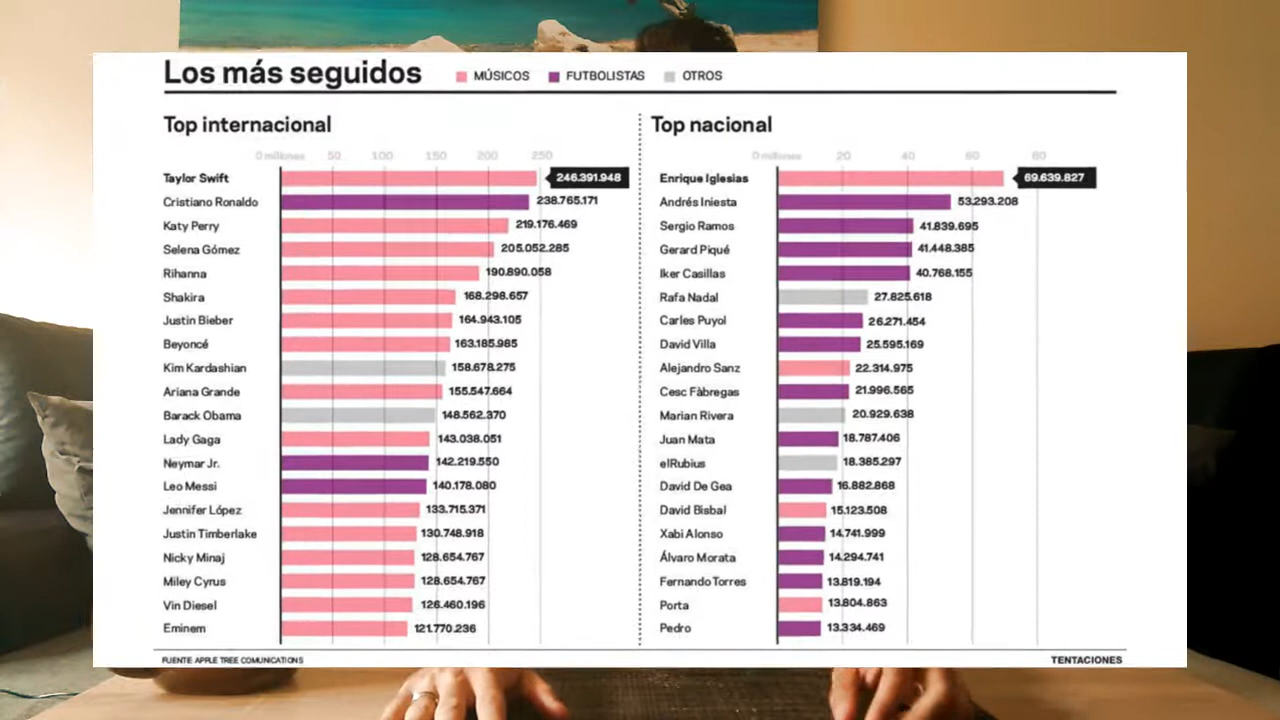 Los más seguidos
MÚSICOS FUTBOLISTAS OTROS
Top internacional
0 millones 50 100 150 200 250
Taylor Swift 246.391.948
Cristiano Ronaldo 238.765.171
Katy Perry 219.176.469
Selena Gómez 205.052.285
Rihanna 190.890.058
Shakira 168.298.657
Justin Bieber 164.943.105
Beyoncé 163.185.985
Kim Kardashian 158.678.275
Ariana Grande 155.547.664
Barack Obama 148.562.370
Lady Gaga 143.038.051
Neymar Jr. 142.219.550
Leo Messi 140.178.080
Jennifer López 133.715.371
Justin Timberlake 130.748.918
Nicky Minaj 128.654.767
Miley Cyrus 128.654.767
Vin Diesel 126.460.196
Eminem 121.770.236
Top nacional
0 millones 20 40 60 80
Enrique Iglesias 69.639.827
Andrés Iniesta 53.293.208
Sergio Ramos 41.839.695
Gerard Piqué 41.448.385
Iker Casillas 40.768.155
Rafa Nadal 27.825.618
Carles Puyol 26.271.454
David Villa 25.595.169
Alejandro Sanz 22.314.975
Cesc Fàbregas 21.996.565
Marian Rivera 20.929.638
Juan Mata 18.787.406
elRubius 18.385.297
David De Gea 16.882.868
David Bisbal 15.123.508
Xabi Alonso 14.741.999
Álvaro Morata 14.294.741
Fernando Torres 13.819.194
Porta 13.804.863
Pedro 13.334.469
FUENTE APPLE TREE COMUNICATIONS
TENTACIONES